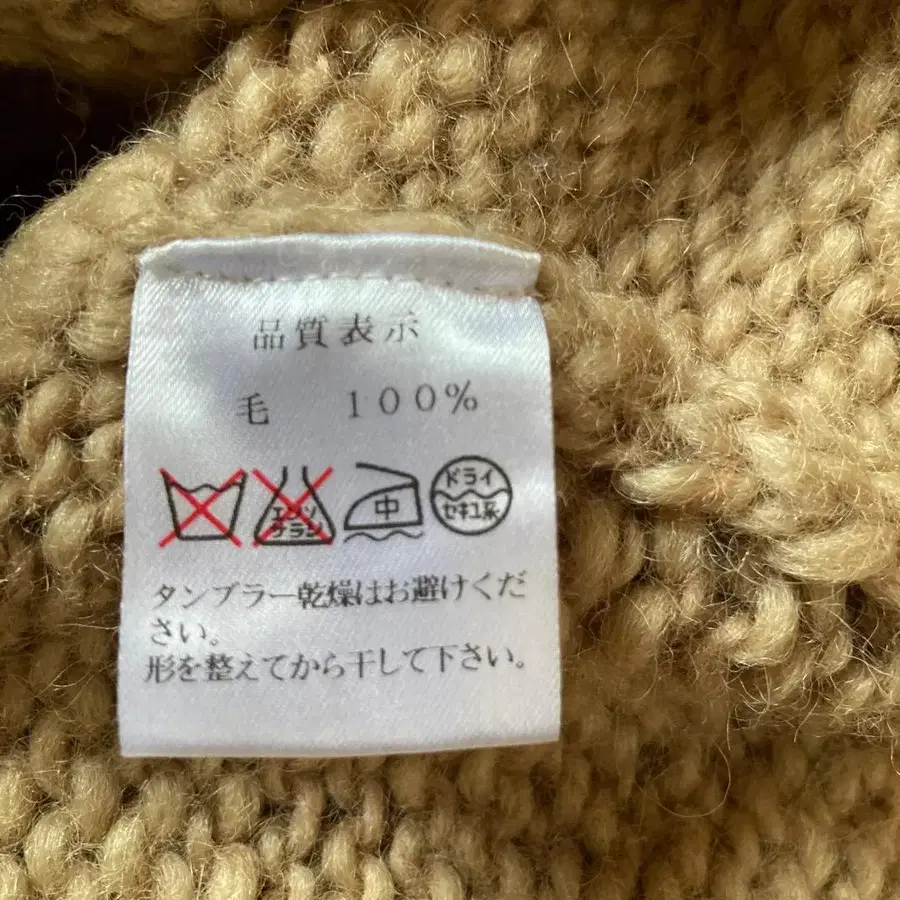 品質表示
毛 100%
エンソ
テラン
中
ドライ
セキユ系
タンブラー乾燥はお避けくだ
さい。
形を整えてから干して下さい。